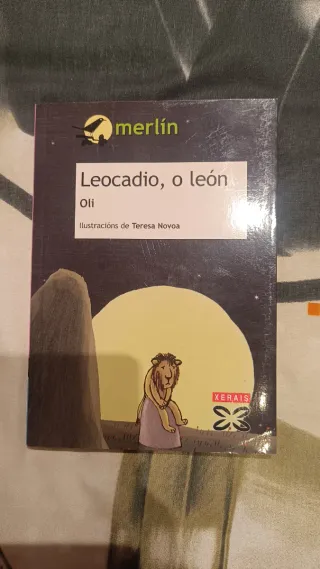 merlín
Leocadio, o león
Oli
Ilustracións de Teresa Novoa
XERAIS